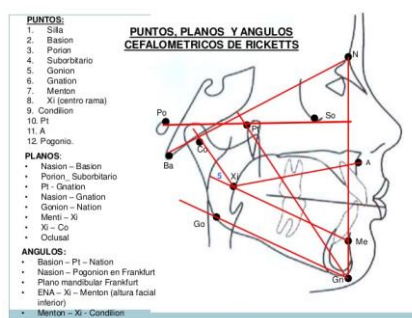 PUNTOS, PLANOS Y ANGULOS
CEFALOMETRICOS DE RICKETTS
PUNTOS:
1. Silla
2. Basion
3. Porion
4. Suborbitario
5. Gonion
6. Gnation
7. Menton
8. Xi (centro rama)
9. Condilion
10. Pt
11. A
12. Pogonio.
PLANOS:
• Nasion – Basion
• Porion_ Suborbitario
• Pt - Gnation
• Nasion – Gnation
• Gonion – Nation
• Menti – Xi
• Xi – Co
• Oclusal
ANGULOS:
• Basion – Pt – Nation
• Nasion – Pogonion en Frankfurt
• Plano mandibular Frankfurt
• ENA – Xi – Menton (altura facial
inferior)
• Menton – Xi - Condilion
N
Po
So
Pt
Co
Ba
A
5
Xi
Go
Me
Gn